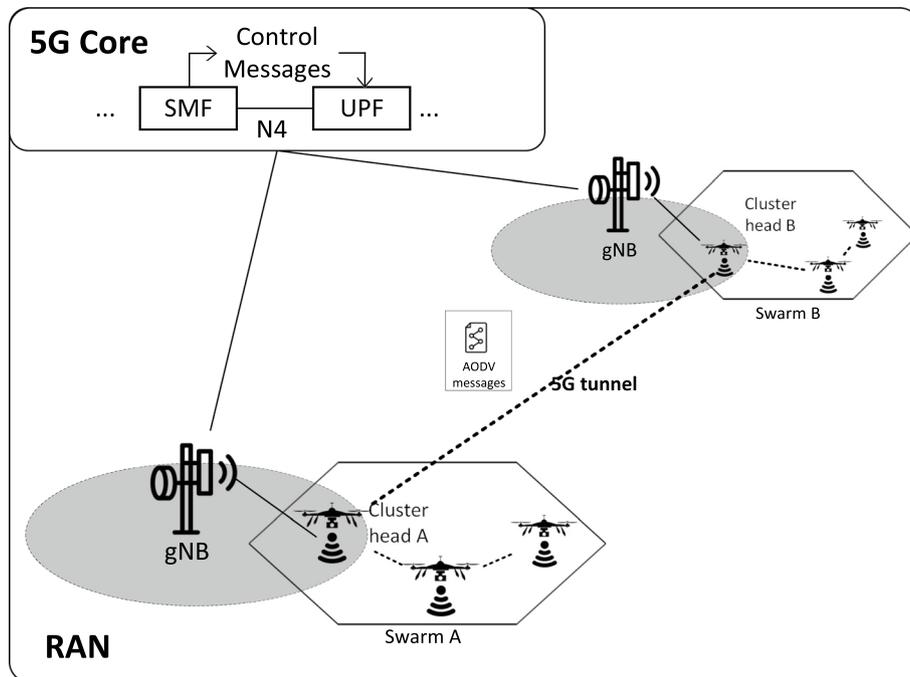 5G Core
Control
Messages
...
SMF
UPF
...
N4
gNB
Cluster
head B
Swarm B
AODV
messages
5G tunnel
gNB
Cluster
head A
Swarm A
RAN